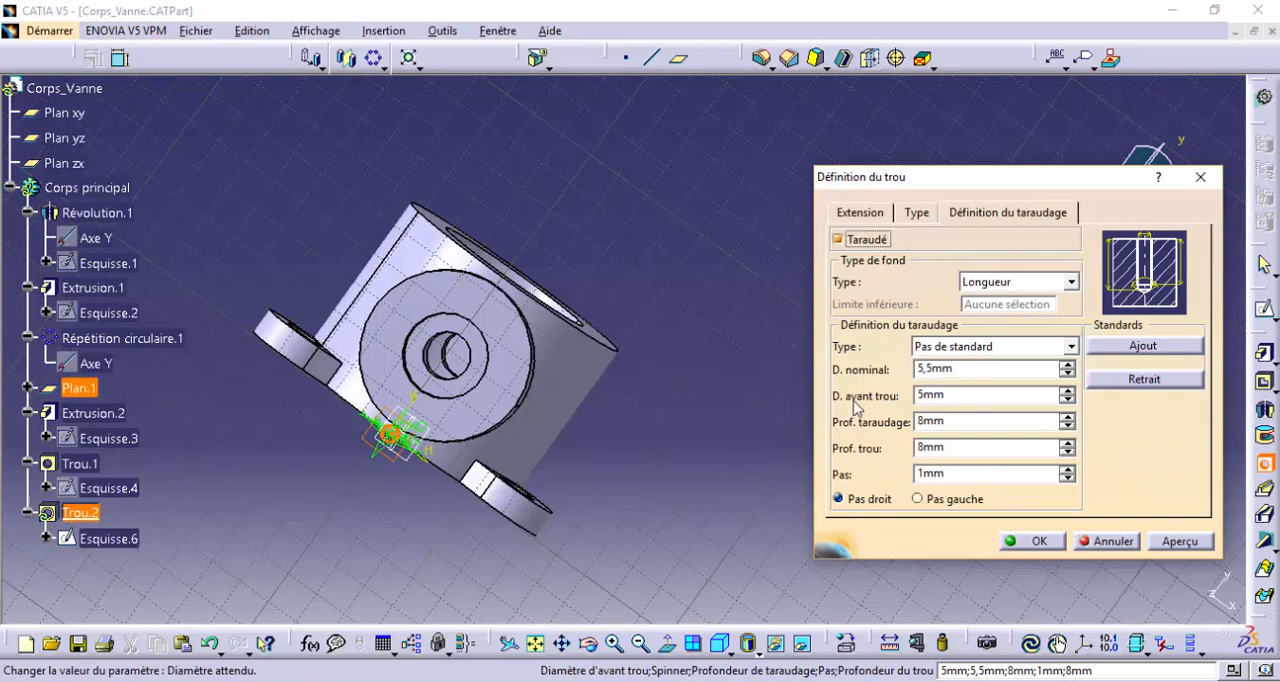 CATIA V5 - [Corps_Vanne.CATPart]
Démarrer ENOVIA V5 VPM Fichier Edition Affichage Insertion Outils Fenêtre Aide
ABC
Corps_Vanne
Plan xy
Plan yz
Plan zx
Corps principal
Révolution.1
Axe Y
Esquisse.1
Extrusion.1
Esquisse.2
Répétition circulaire.1
Axe Y
Plan.1
Extrusion.2
Esquisse.3
Trou.1
Esquisse.4
Trou.2
Esquisse.6
y
H
Définition du trou ?
Extension Type Définition du taraudage
Taraudé
Type de fond
Type : Longueur
Limite inférieure : Aucune sélection
Définition du taraudage
Type : Pas de standard
D. nominal: 5,5mm
D. avant trou: 5mm
Prof. taraudage: 8mm
Prof. trou: 8mm
Pas: 1mm
Pas droit Pas gauche
Standards
Ajout
Retrait
OK Annuler Aperçu
y
z
x
f(x) 10.1 10.0
CATIA
Changer la valeur du paramètre : Diamètre attendu. Diamètre d'avant trou;Spinner;Profondeur de taraudage;Pas;Profondeur du trou 5mm;5,5mm;8mm;1mm;8mm